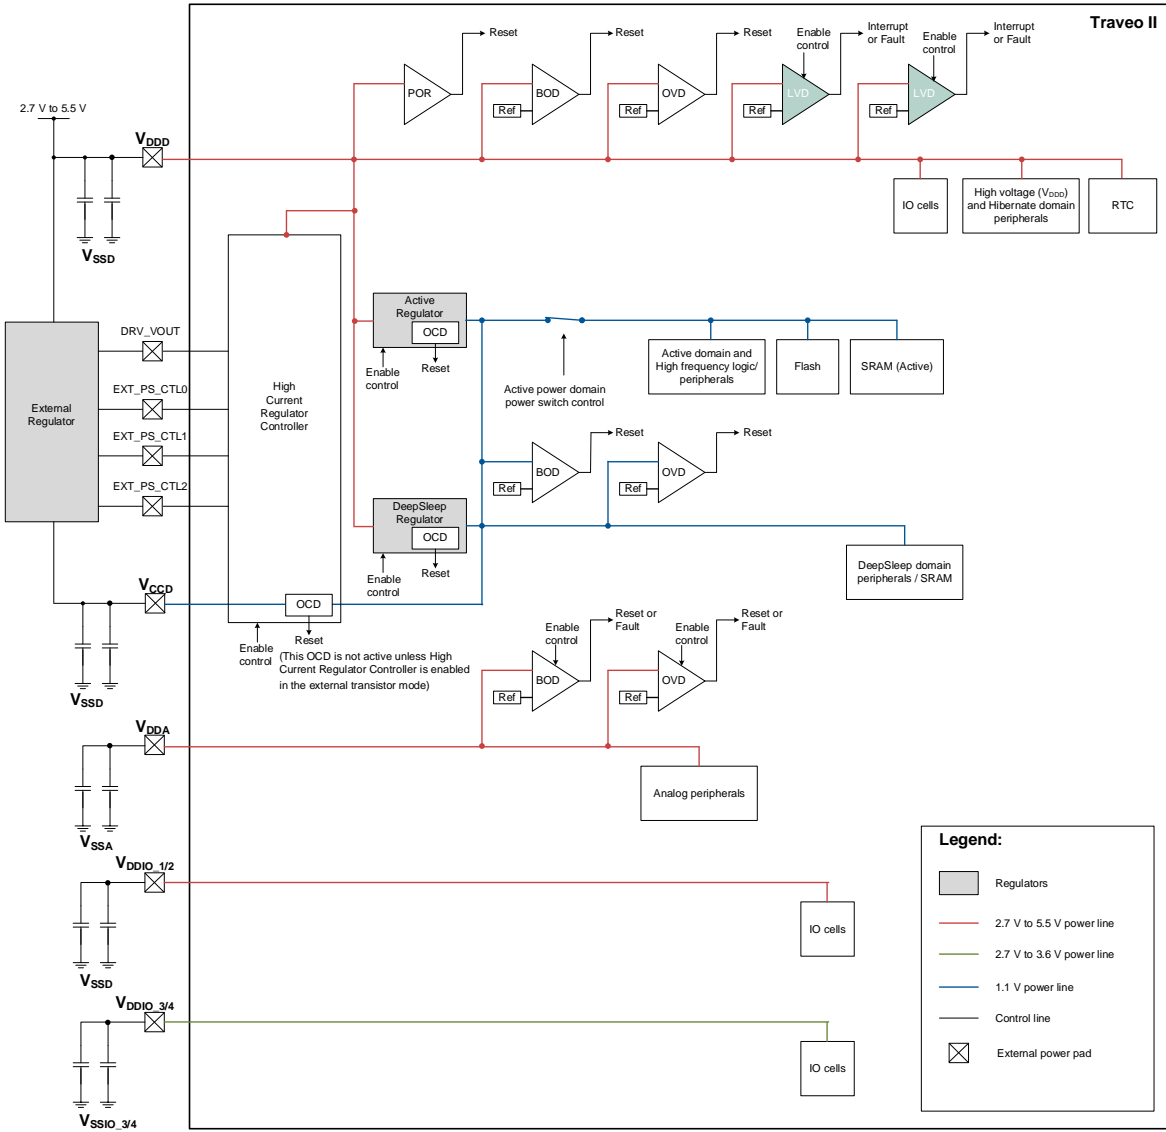 Traveo II
Reset
Reset
Reset
Enable
control
Interrupt
or Fault
Enable
control
Interrupt
or Fault
POR
BOD
OVD
LVD
LVD
Ref
Ref
Ref
Ref
2.7 V to 5.5 V
VDDD
VSSD
IO cells
High voltage (VDDD)
and Hibernate domain
peripherals
RTC
Active
Regulator
OCD
Reset
Enable
control
Active power domain
power switch control
Active domain and
High frequency logic/
peripherals
Flash
SRAM (Active)
DRV_VOUT
EXT_PS_CTL0
EXT_PS_CTL1
EXT_PS_CTL2
External
Regulator
High
Current
Regulator
Controller
Reset
Reset
BOD
OVD
Ref
Ref
DeepSleep
Regulator
OCD
Reset
Enable
control
DeepSleep domain
peripherals / SRAM
VCCD
VSSD
OCD
Reset
Enable
control
(This OCD is not active unless High
Current Regulator Controller is enabled
in the external transistor mode)
Enable
control
Reset or
Fault
Enable
control
Reset or
Fault
BOD
OVD
Ref
Ref
VDDA
VSSA
Analog peripherals
VDDIO_1/2
VSSD
IO cells
VDDIO_3/4
VSSIO_3/4
IO cells
Legend:
Regulators
2.7 V to 5.5 V power line
2.7 V to 3.6 V power line
1.1 V power line
Control line
External power pad